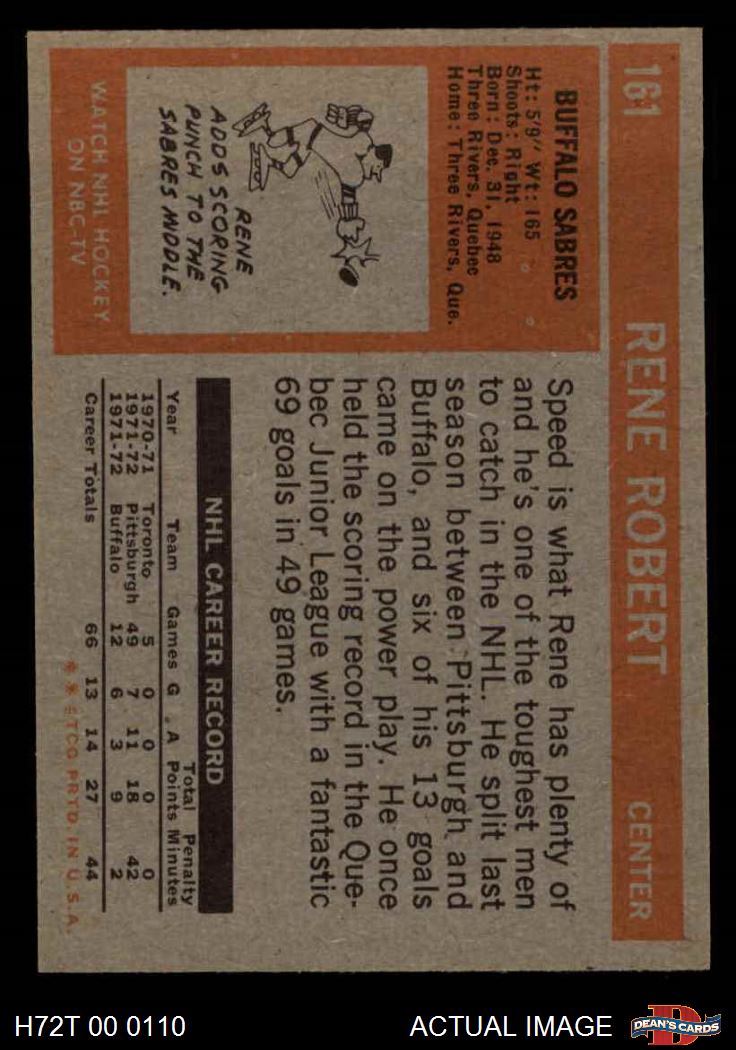 161 RENE ROBERT CENTER
BUFFALO SABRES
Ht: 5'9" Wt: 165
Shoots: Right
Born: Dec. 31, 1948
Three Rivers, Quebec
Home: Three Rivers, Que.
RENE
ADDS SCORING
PUNCH TO THE
SABRES MIDDLE.
WATCH NHL HOCKEY
ON NBC-TV
Speed is what Rene has plenty of
and he's one of the toughest men
to catch in the NHL. He split last
season between Pittsburgh and
Buffalo, and six of his 13 goals
came on the power play. He once
held the scoring record in the Que-
bec Junior League with a fantastic
69 goals in 49 games.
NHL CAREER RECORD
Total Penalty
Year Team Games G A Points Minutes
1970-71 Toronto 5 0 0 0 0
1971-72 Pittsburgh 49 7 11 18 42
1971-72 Buffalo 12 6 3 9 2
Career Totals 66 13 14 27 44
* * ©TCG PRTD. IN U.S.A.
H72T 00 0110 ACTUAL IMAGE DEAN'S CARDS